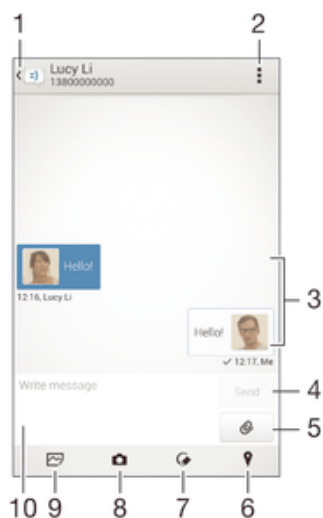 1 2
Lucy Li
13800000000
Hello!
12:16, Lucy Li
3
Hello!
✓ 12:17, Me
Write message
Send 4
5
10 9 8 7 6